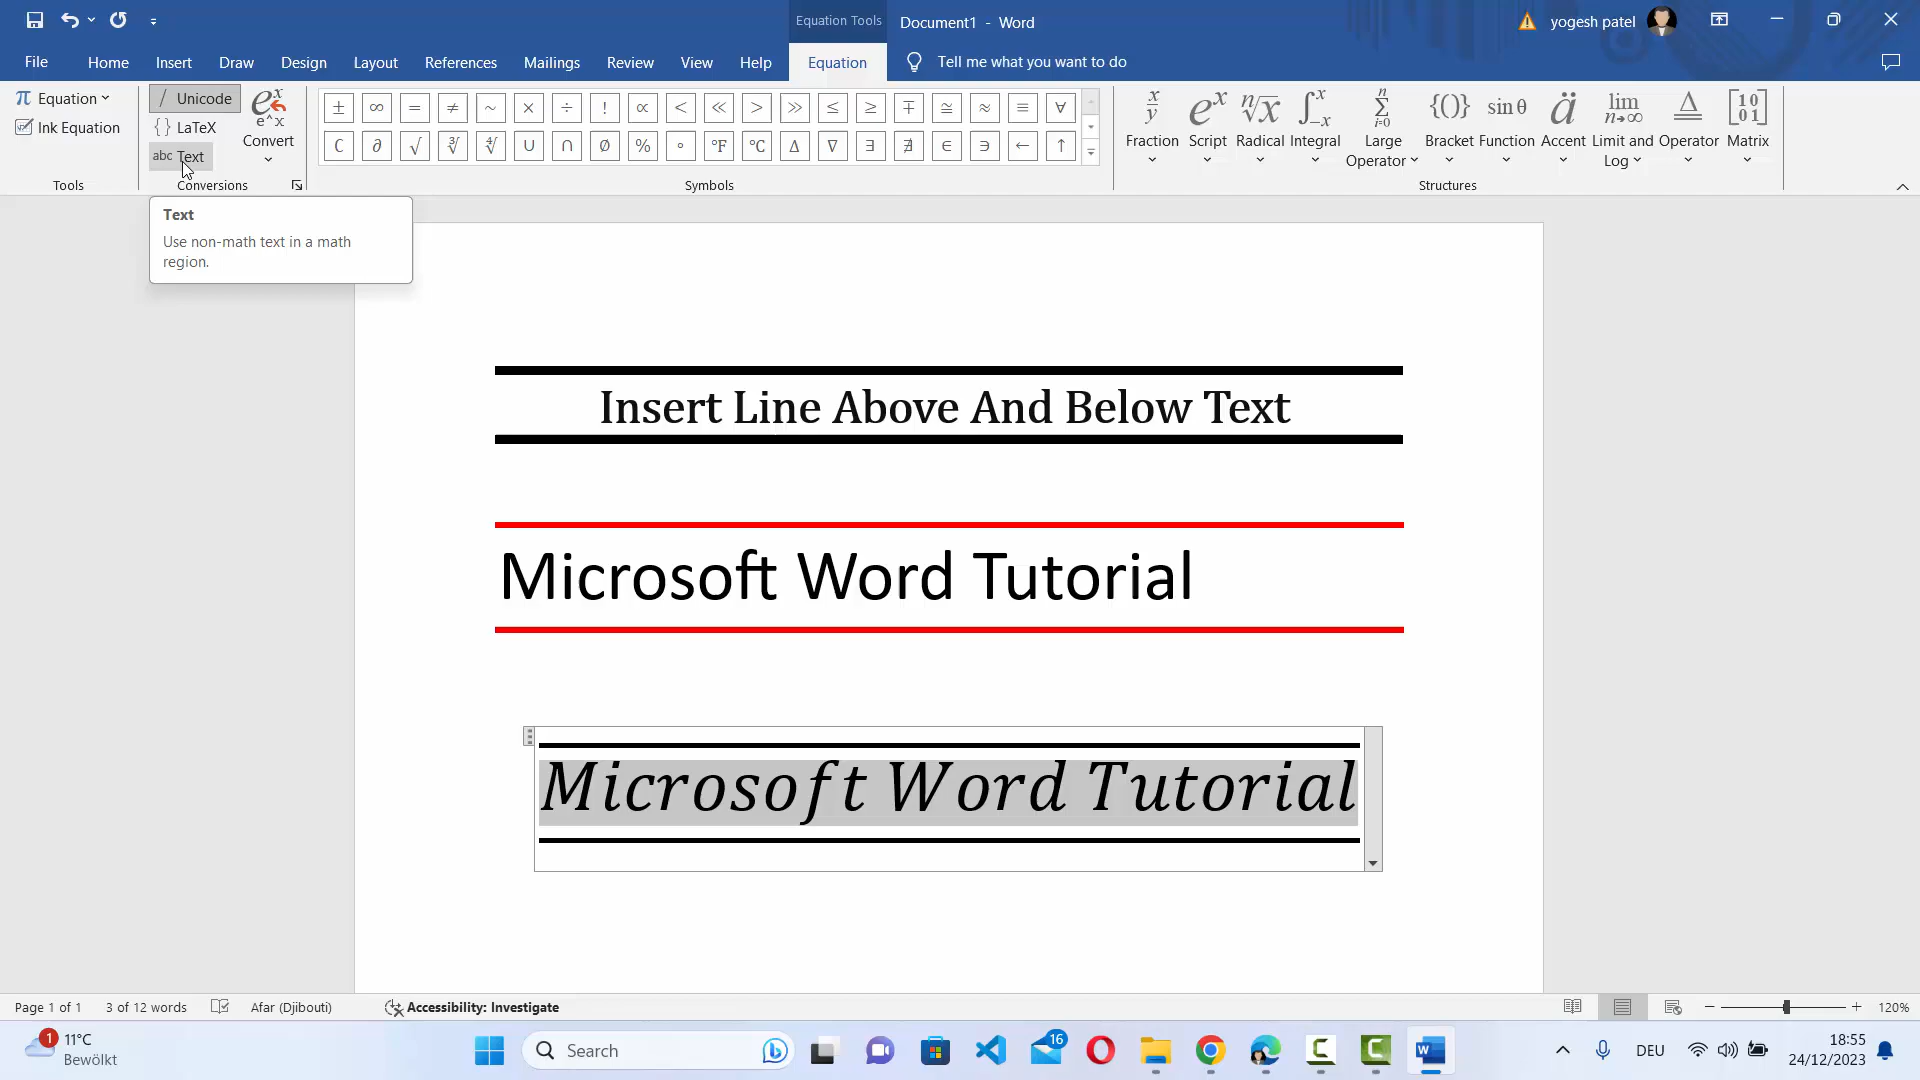 Equation Tools
Document1 - Word
yogesh patel
File Home Insert Draw Design Layout References Mailings Review View Help Equation Tell me what you want to do
π Equation
Ink Equation
Tools
Unicode
{ } LaTeX
abc Text
Convert
Conversions
± ∞ = ≠ ~ × ÷ ! ∝ < ≪ > ≫ ≤ ≥ ∓ ≅ ≈ ≡ ∀
∁ ∂ √ ∛ ∜ ∪ ∩ ∅ % ° °F °C ∆ ∇ ∃ ∄ ∈ ∋ ← ↑
Symbols
Fraction Script Radical Integral Large Operator Bracket Function Accent Limit and Log Operator Matrix
Structures
Text
Use non-math text in a math
region.
Insert Line Above And Below Text
Microsoft Word Tutorial
Microsoft Word Tutorial
Page 1 of 1 3 of 12 words Afar (Djibouti) Accessibility: Investigate 120%
1 11°C
Bewölkt
Search
16
DEU
18:55
24/12/2023